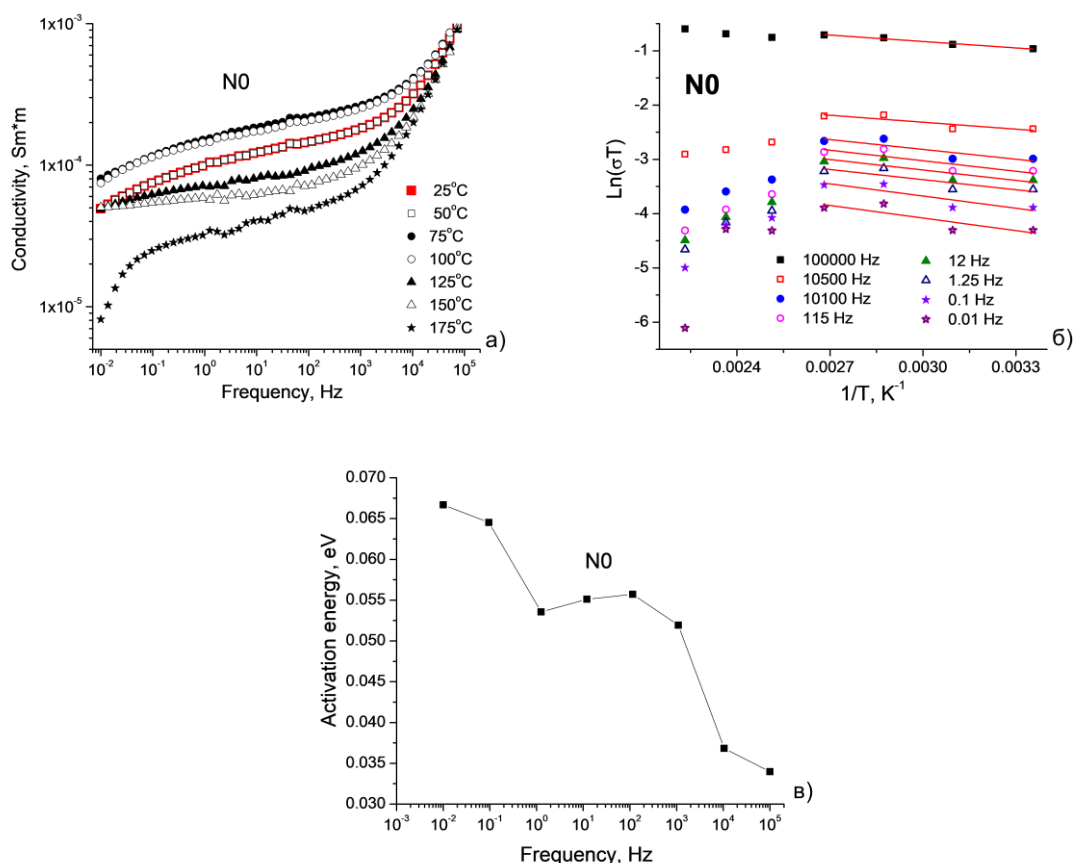 1x10⁻³
1x10⁻⁴
1x10⁻⁵
Conductivity, Sn*m
N0
25°C
50°C
75°C
100°C
125°C
150°C
175°C
а)
10⁻² 10⁻¹ 10⁰ 10¹ 10² 10³ 10⁴ 10⁵
Frequency, Hz
-1
-2
-3
-4
-5
-6
Ln(σT)
N0
100000 Hz
10500 Hz
10100 Hz
115 Hz
12 Hz
1.25 Hz
0.1 Hz
0.01 Hz
б)
0.0024 0.0027 0.0030 0.0033
1/T, K⁻¹
0.070
0.065
0.060
0.055
0.050
0.045
0.040
0.035
0.030
Activation energy, eV
N0
в)
10⁻³ 10⁻² 10⁻¹ 10⁰ 10¹ 10² 10³ 10⁴ 10⁵
Frequency, Hz